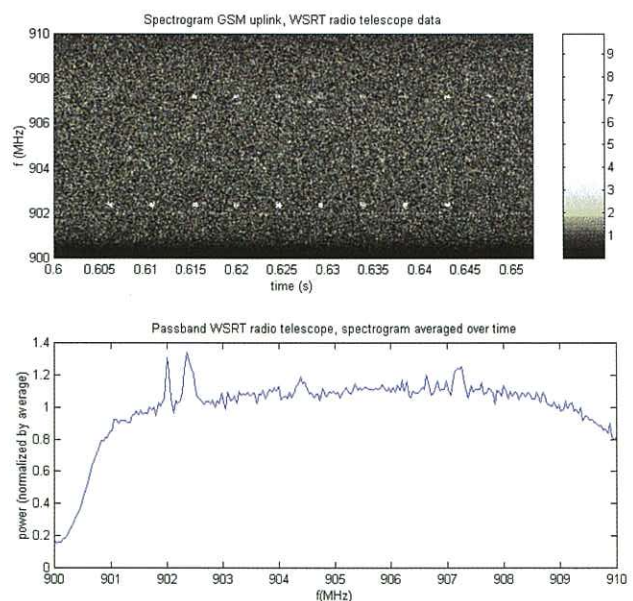 Spectrogram GSM uplink, WSRT radio telescope data
910
908
906
904
902
900
f (MHz)
0.6 0.605 0.61 0.615 0.62 0.625 0.63 0.635 0.64 0.645 0.65
time (s)
9
8
7
6
5
4
3
2
1
Passband WSRT radio telescope, spectrogram averaged over time
1.4
1.2
1
0.8
0.6
0.4
0.2
0
power (normalized by average)
900 901 902 903 904 905 906 907 908 909 910
f(MHz)